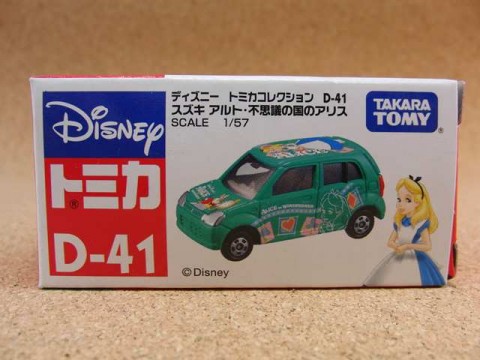 Disney
トミカ®
D-41
ディズニー トミカコレクション D-41
スズキ アルト・不思議の国のアリス
SCALE 1/57
TAKARA
TOMY
©Disney